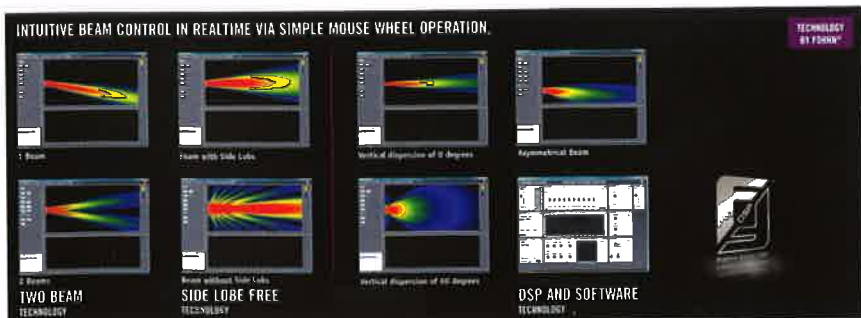 INTUITIVE BEAM CONTROL IN REALTIME VIA SIMPLE MOUSE WHEEL OPERATION.
TECHNOLOGY
BY FOHHN®
1 Beam
Beam with Side Lobs
Vertical dispersion of 0 degrees
Asymmetrical Beam
2 Beams
Beam without Side Lobs
Vertical dispersion of 60 degrees
TWO BEAM
TECHNOLOGY
SIDE LOBE FREE
TECHNOLOGY
DSP AND SOFTWARE
TECHNOLOGY